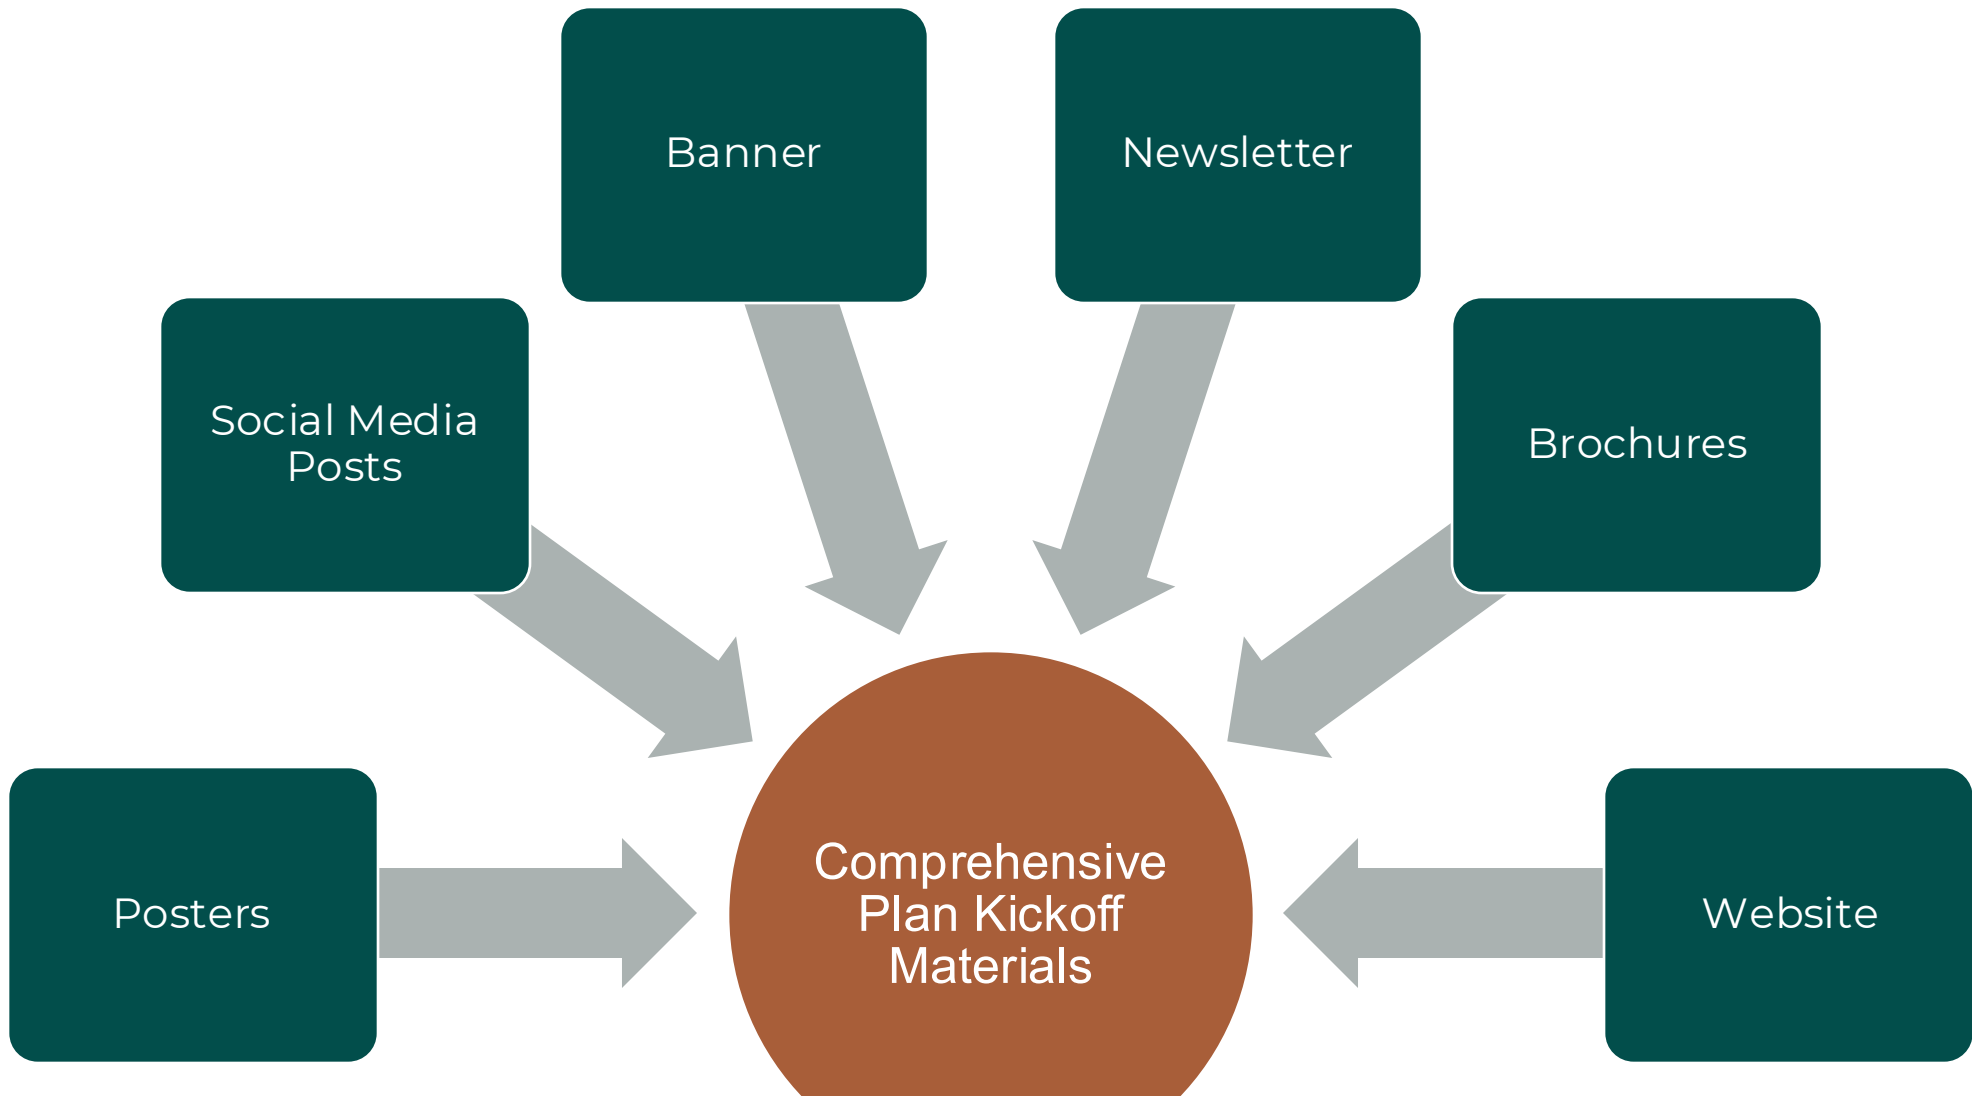 Banner
Newsletter
Social Media
Posts
Brochures
Posters
Comprehensive
Plan Kickoff
Materials
Website